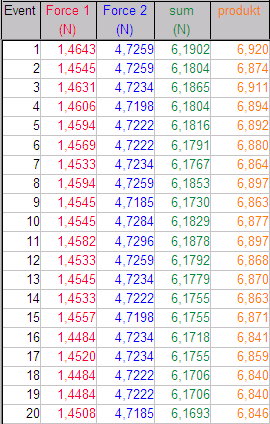 Event Force 1 Force 2 sum produkt
(N) (N) (N)
1 1,4643 4,7259 6,1902 6,920
2 1,4545 4,7259 6,1804 6,874
3 1,4631 4,7234 6,1865 6,911
4 1,4606 4,7198 6,1804 6,894
5 1,4594 4,7222 6,1816 6,892
6 1,4569 4,7222 6,1791 6,880
7 1,4533 4,7234 6,1767 6,864
8 1,4594 4,7259 6,1853 6,897
9 1,4545 4,7185 6,1730 6,863
10 1,4545 4,7284 6,1829 6,877
11 1,4582 4,7296 6,1878 6,897
12 1,4533 4,7259 6,1792 6,868
13 1,4545 4,7234 6,1779 6,870
14 1,4533 4,7222 6,1755 6,863
15 1,4557 4,7198 6,1755 6,871
16 1,4484 4,7234 6,1718 6,841
17 1,4520 4,7234 6,1755 6,859
18 1,4484 4,7222 6,1706 6,840
19 1,4484 4,7222 6,1706 6,840
20 1,4508 4,7185 6,1693 6,846